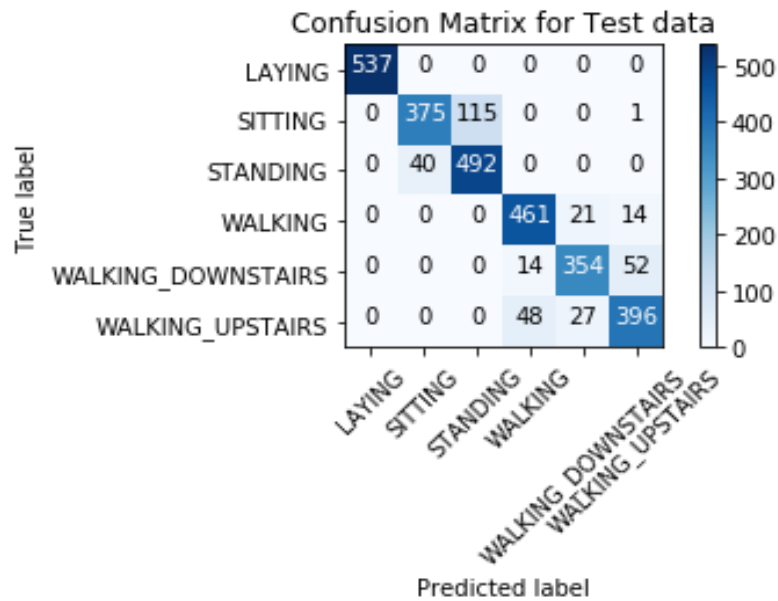 Confusion Matrix for Test data
LAYING 537 0 0 0 0 0
SITTING 0 375 115 0 0 1
STANDING 0 40 492 0 0 0
WALKING 0 0 0 461 21 14
WALKING_DOWNSTAIRS 0 0 0 14 354 52
WALKING_UPSTAIRS 0 0 0 48 27 396
True label
LAYING
SITTING
STANDING
WALKING
WALKING_DOWNSTAIRS
WALKING_UPSTAIRS
Predicted label
500
400
300
200
100
0